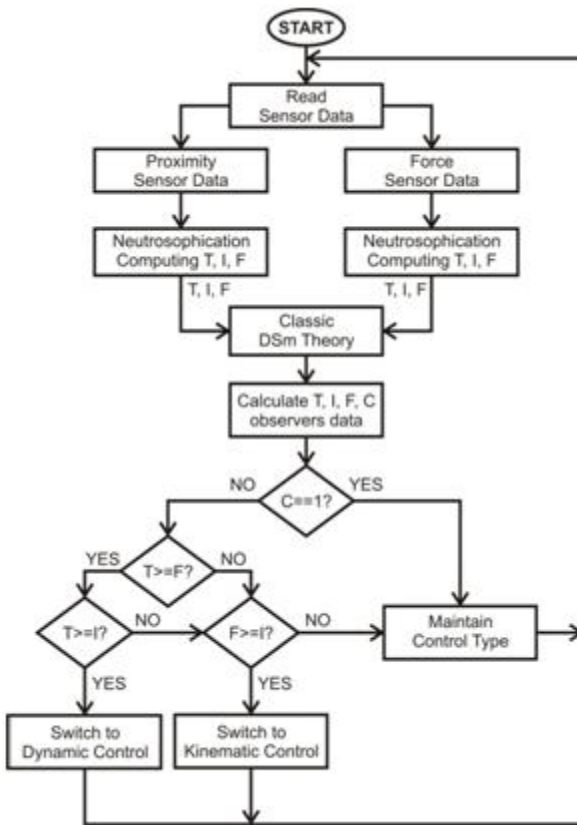 START
Read
Sensor Data
Proximity
Sensor Data
Force
Sensor Data
Neutrosophication
Computing T, I, F
Neutrosophication
Computing T, I, F
T, I, F
T, I, F
Classic
DSm Theory
Calculate T, I, F, C
observers data
NO
C==1?
YES
YES
T>=F?
NO
T>=I?
NO
F>=I?
NO
Maintain
Control Type
YES
YES
Switch to
Dynamic Control
Switch to
Kinematic Control